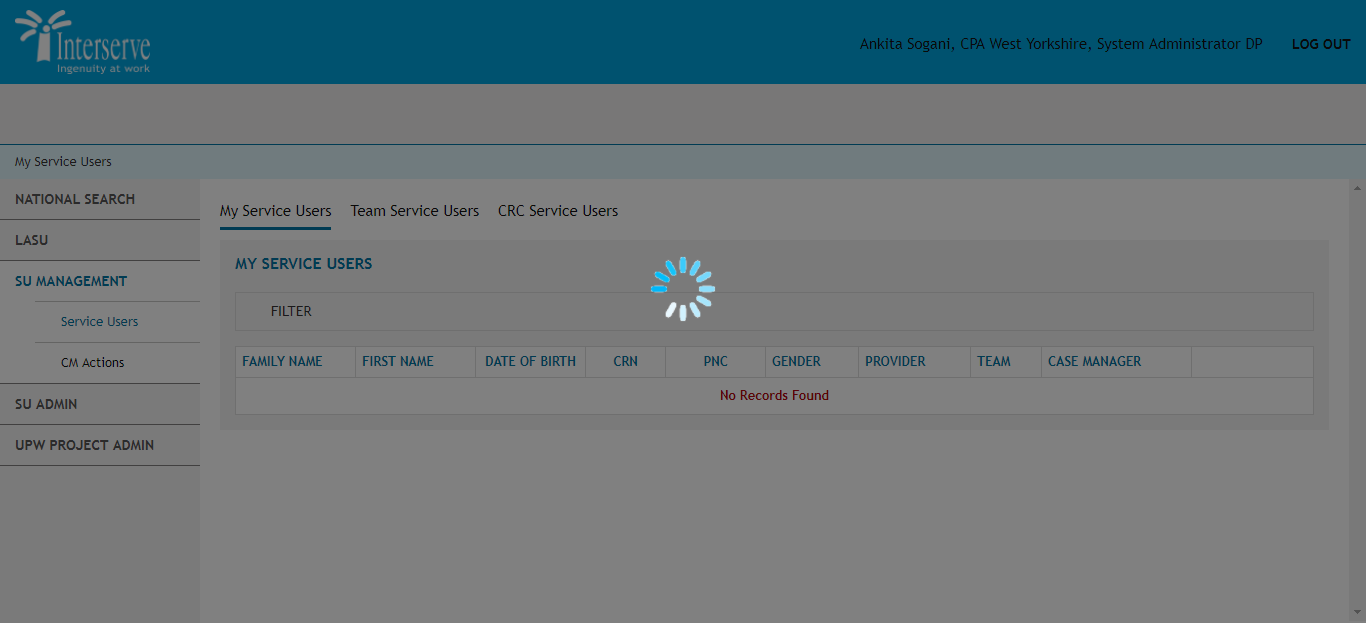 Interserve
Ingenuity at work
Ankita Sogani, CPA West Yorkshire, System Administrator DP LOG OUT
My Service Users
NATIONAL SEARCH
LASU
SU MANAGEMENT
Service Users
CM Actions
SU ADMIN
UPW PROJECT ADMIN
My Service Users Team Service Users CRC Service Users
MY SERVICE USERS
FILTER
FAMILY NAME FIRST NAME DATE OF BIRTH CRN PNC GENDER PROVIDER TEAM CASE MANAGER
No Records Found